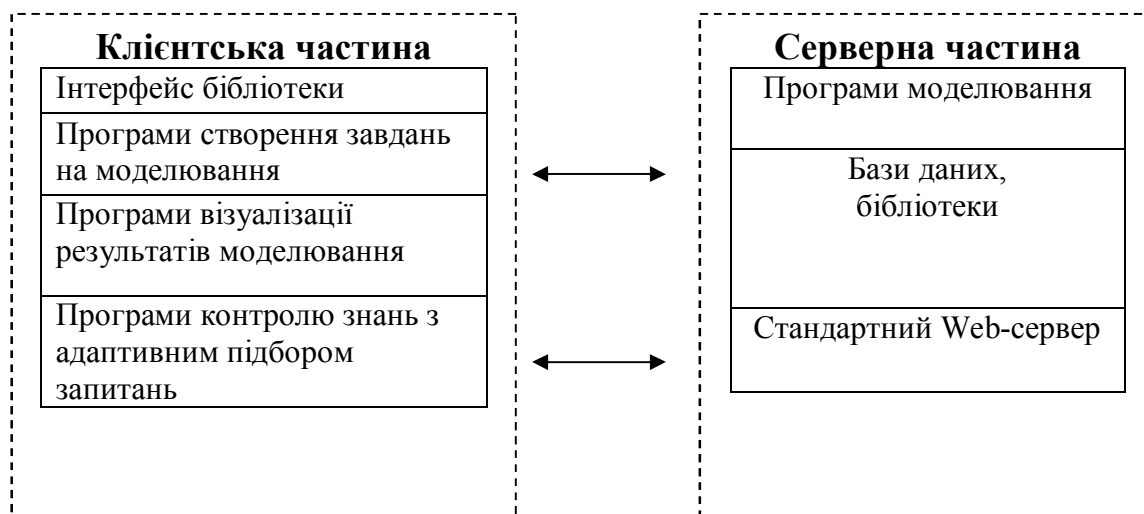 Клієнтська частина
Інтерфейс бібліотеки
Програми створення завдань
на моделювання
Програми візуалізації
результатів моделювання
Програми контролю знань з
адаптивним підбором
запитань
Серверна частина
Програми моделювання
Бази даних,
бібліотеки
Стандартний Web-сервер